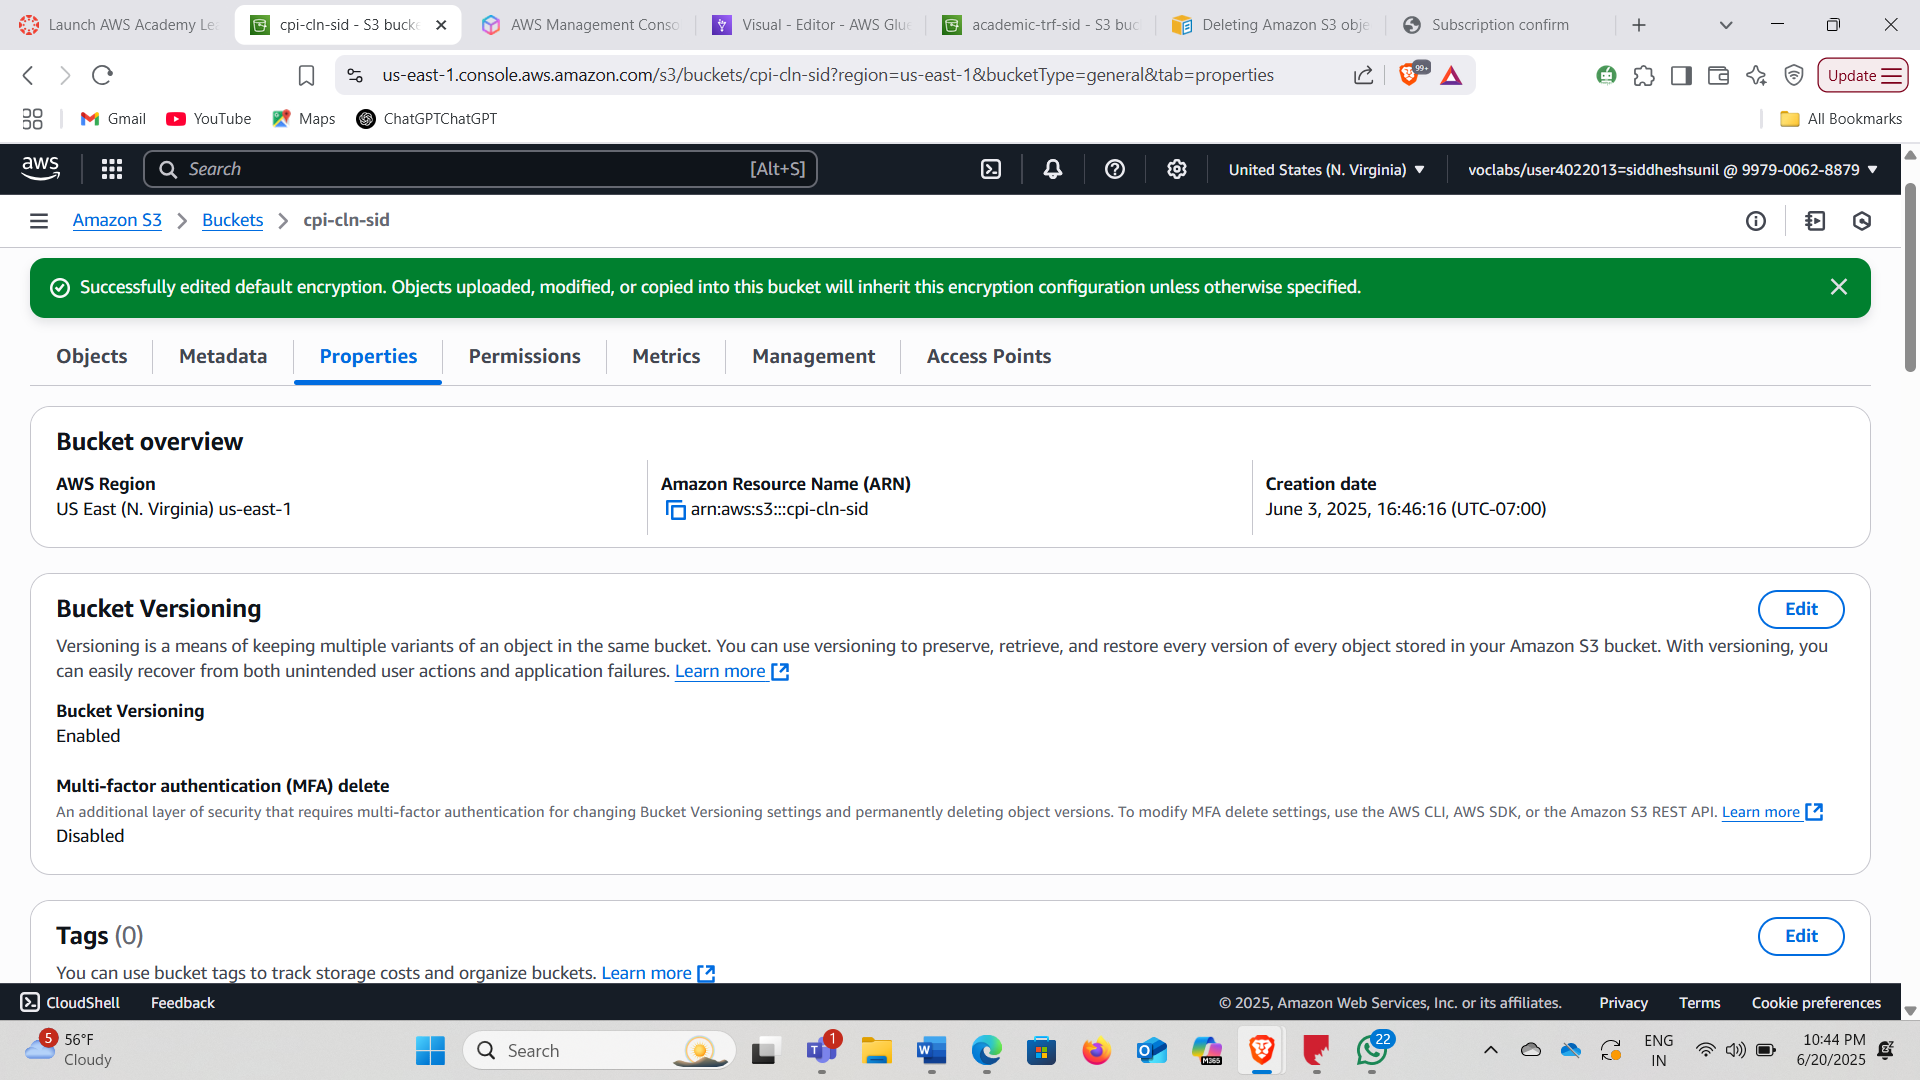 Launch AWS Academy Le
cpi-cln-sid - S3 bucke
AWS Management Conso
Visual - Editor - AWS Glue
academic-trf-sid - S3 buc
Deleting Amazon S3 obje
Subscription confirm
us-east-1.console.aws.amazon.com/s3/buckets/cpi-cln-sid?region=us-east-1&bucketType=general&tab=properties
99+
Update
Gmail
YouTube
Maps
ChatGPTChatGPT
All Bookmarks
aws
Search
[Alt+S]
United States (N. Virginia)
voclabs/user4022013=siddheshsunil @ 9979-0062-8879
Amazon S3
Buckets
cpi-cln-sid
Successfully edited default encryption. Objects uploaded, modified, or copied into this bucket will inherit this encryption configuration unless otherwise specified.
Objects
Metadata
Properties
Permissions
Metrics
Management
Access Points
Bucket overview
AWS Region
US East (N. Virginia) us-east-1
Amazon Resource Name (ARN)
arn:aws:s3:::cpi-cln-sid
Creation date
June 3, 2025, 16:46:16 (UTC-07:00)
Bucket Versioning
Edit
Versioning is a means of keeping multiple variants of an object in the same bucket. You can use versioning to preserve, retrieve, and restore every version of every object stored in your Amazon S3 bucket. With versioning, you
can easily recover from both unintended user actions and application failures. Learn more
Bucket Versioning
Enabled
Multi-factor authentication (MFA) delete
An additional layer of security that requires multi-factor authentication for changing Bucket Versioning settings and permanently deleting object versions. To modify MFA delete settings, use the AWS CLI, AWS SDK, or the Amazon S3 REST API. Learn more
Disabled
Tags (0)
Edit
You can use bucket tags to track storage costs and organize buckets. Learn more
CloudShell
Feedback
© 2025, Amazon Web Services, Inc. or its affiliates.
Privacy
Terms
Cookie preferences
5
56°F
Cloudy
Search
1
M365
22
ENG
IN
10:44 PM
6/20/2025